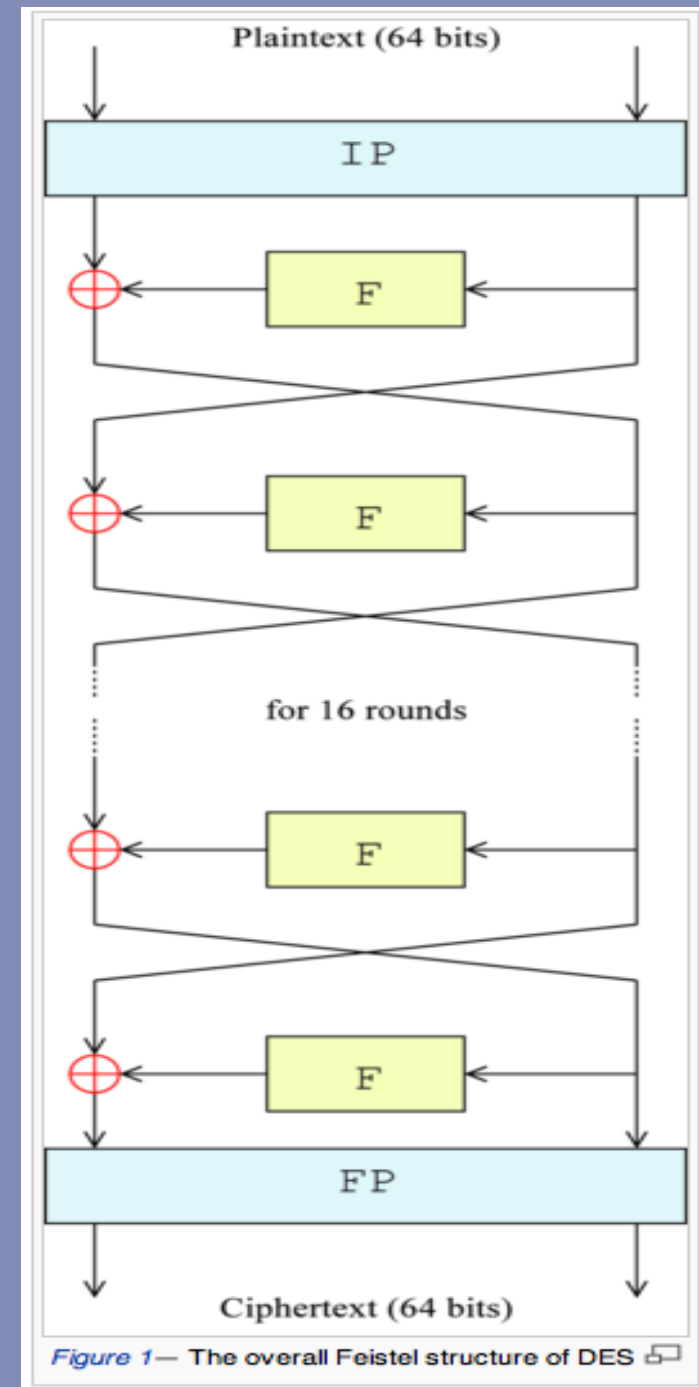 Plaintext (64 bits)
IP
F
F
for 16 rounds
F
F
FP
Ciphertext (64 bits)
Figure 1— The overall Feistel structure of DES